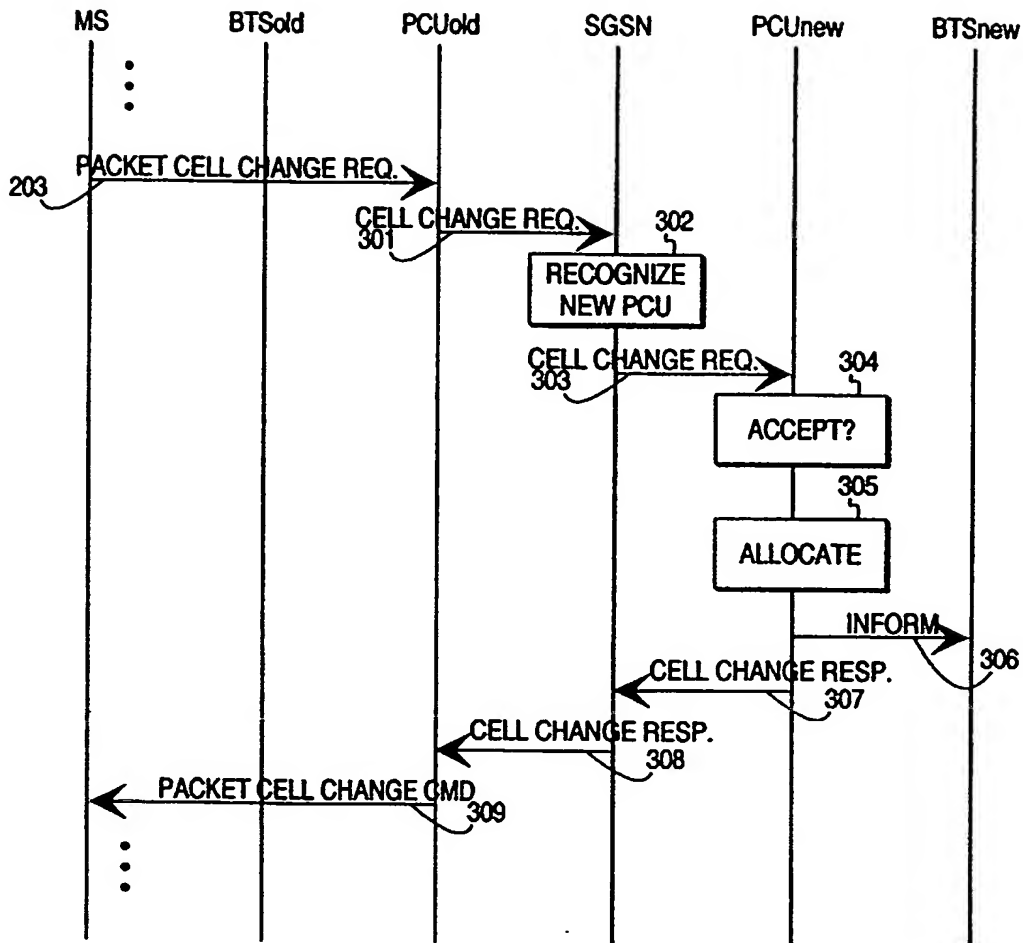 MS BTSold PCUold SGSN PCUnew BTSnew
PACKET CELL CHANGE REQ.
203
CELL CHANGE REQ.
301
302
RECOGNIZE
NEW PCU
CELL CHANGE REQ.
303
304
ACCEPT?
305
ALLOCATE
INFORM
306
CELL CHANGE RESP.
307
CELL CHANGE RESP.
308
PACKET CELL CHANGE CMD
309